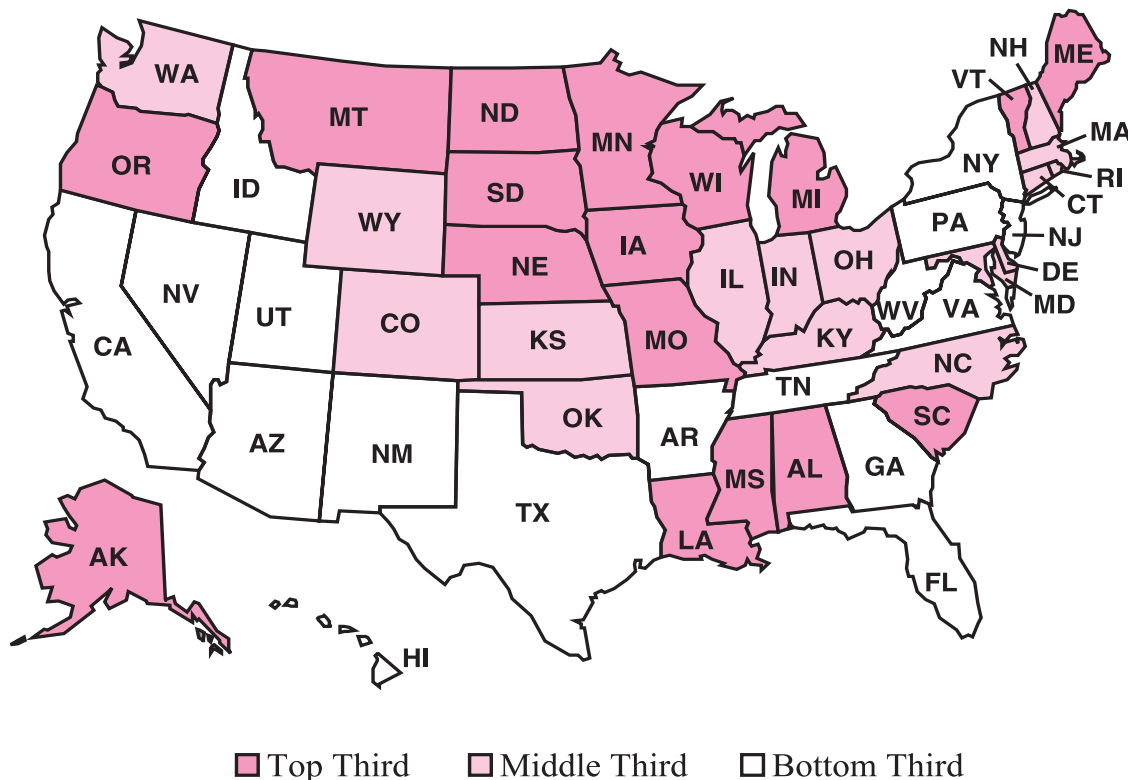 NH
ME
VT
WA
MT
ND
MN
MA
OR
WI
NY
RI
ID
SD
MI
CT
WY
PA
NJ
IA
NE
OH
DE
IL
IN
NV
MD
UT
CO
WV
VA
CA
KS
MO
KY
NC
TN
OK
SC
AZ
NM
AR
GA
MS
AL
TX
LA
AK
FL
HI
Top Third
Middle Third
Bottom Third